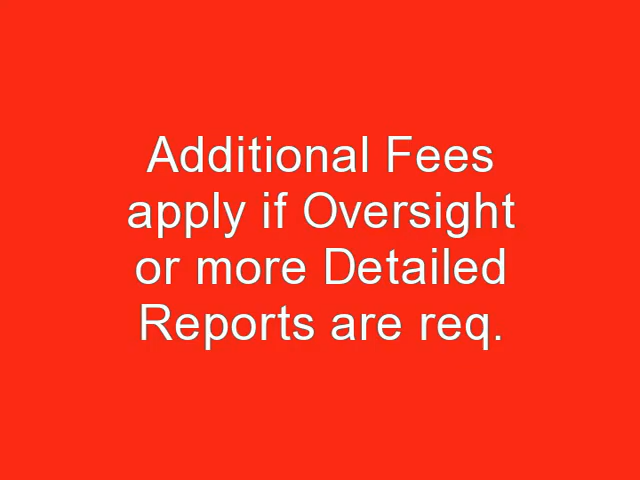 Additional Fees
apply if Oversight
or more Detailed
Reports are req.